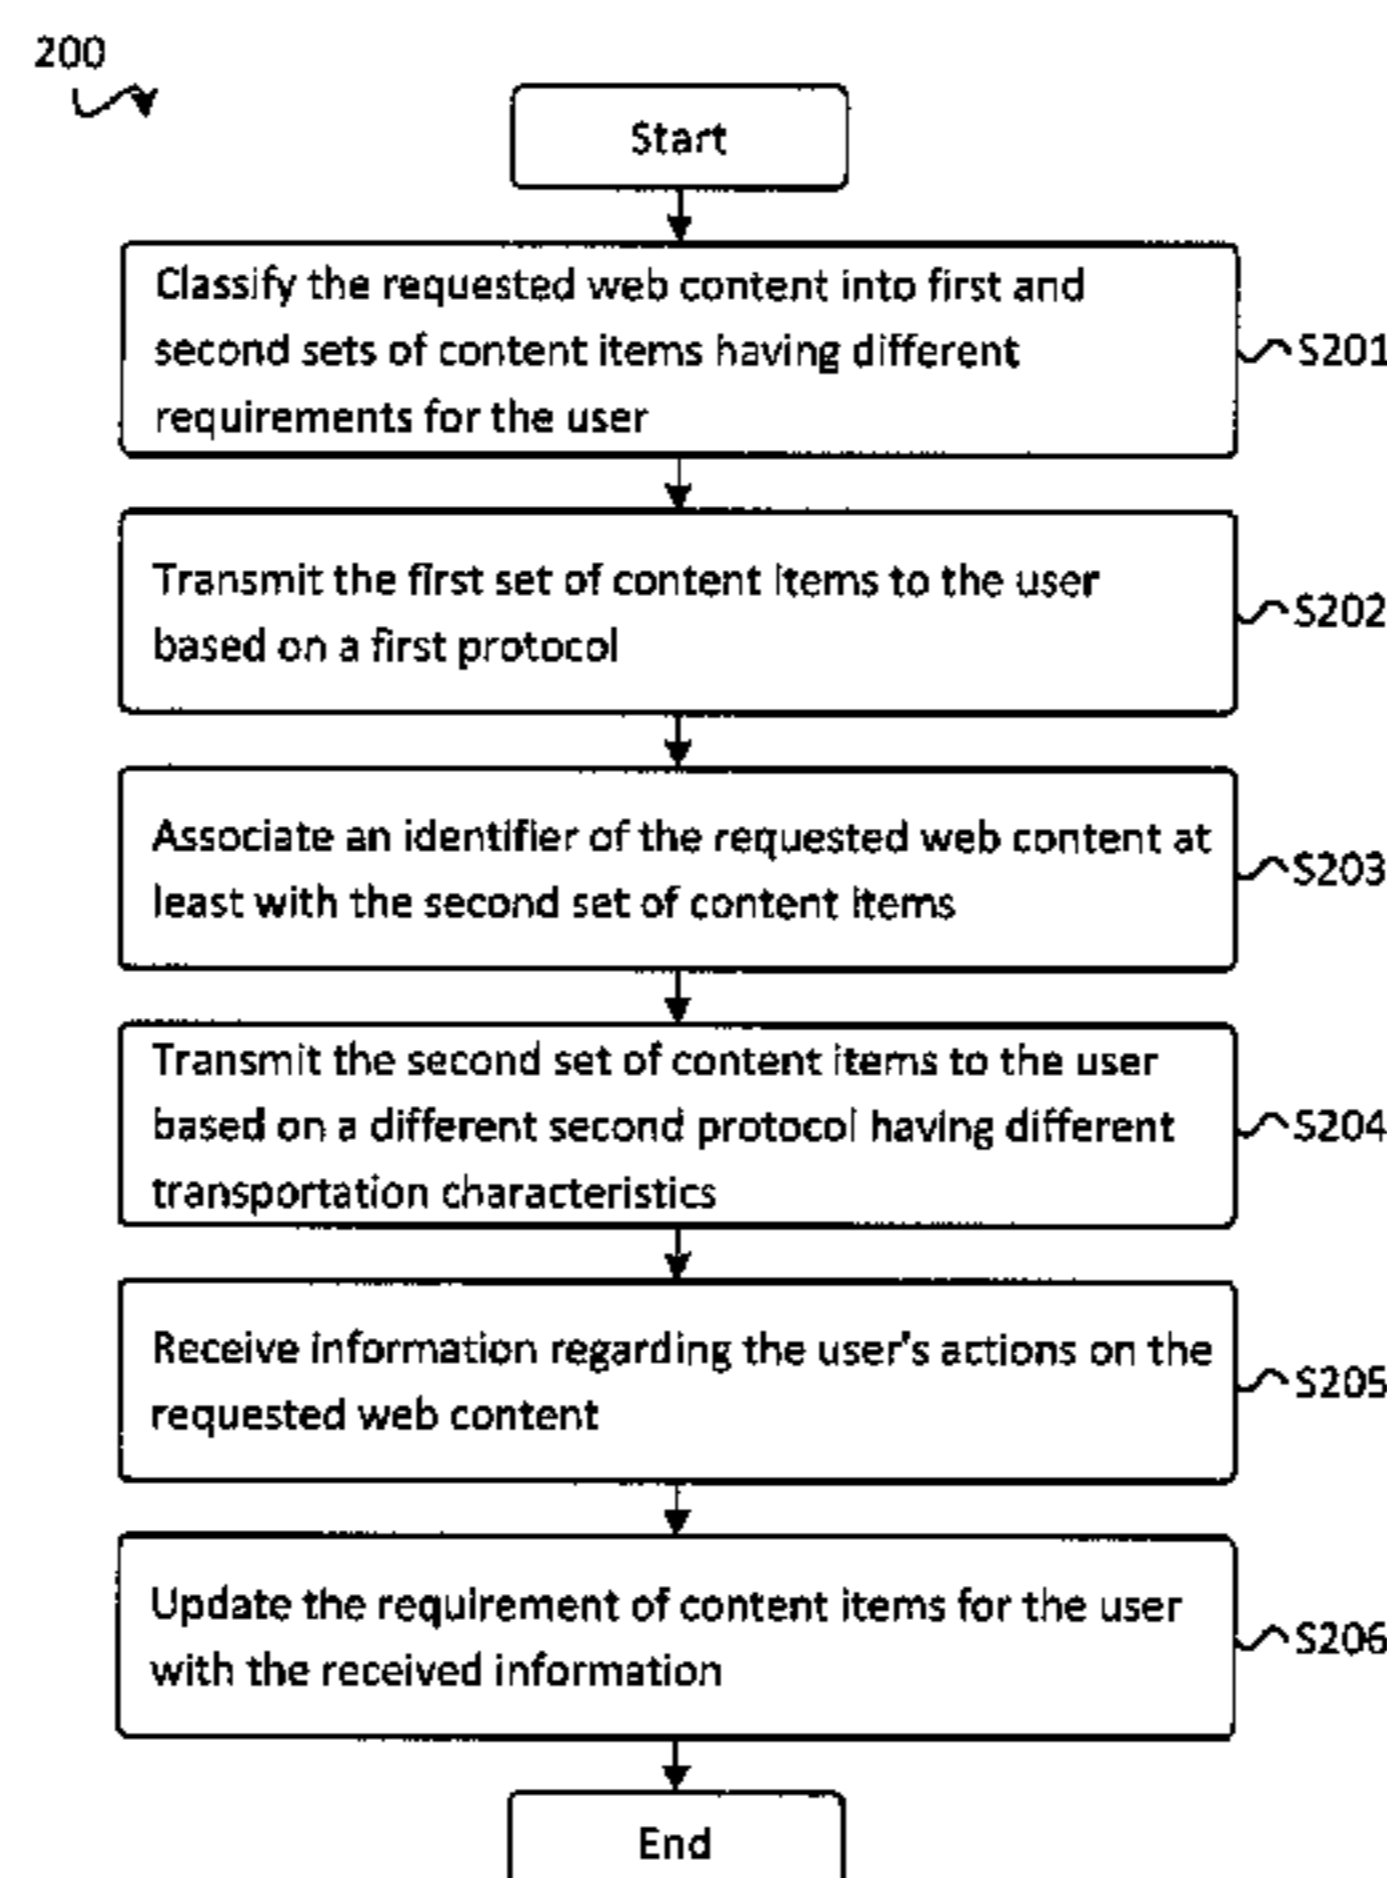 200
Start
Classify the requested web content into first and
second sets of content items having different
requirements for the user
S201
Transmit the first set of content items to the user
based on a first protocol
S202
Associate an identifier of the requested web content at
least with the second set of content items
S203
Transmit the second set of content items to the user
based on a different second protocol having different
transportation characteristics
S204
Receive information regarding the user's actions on the
requested web content
S205
Update the requirement of content items for the user
with the received information
S206
End